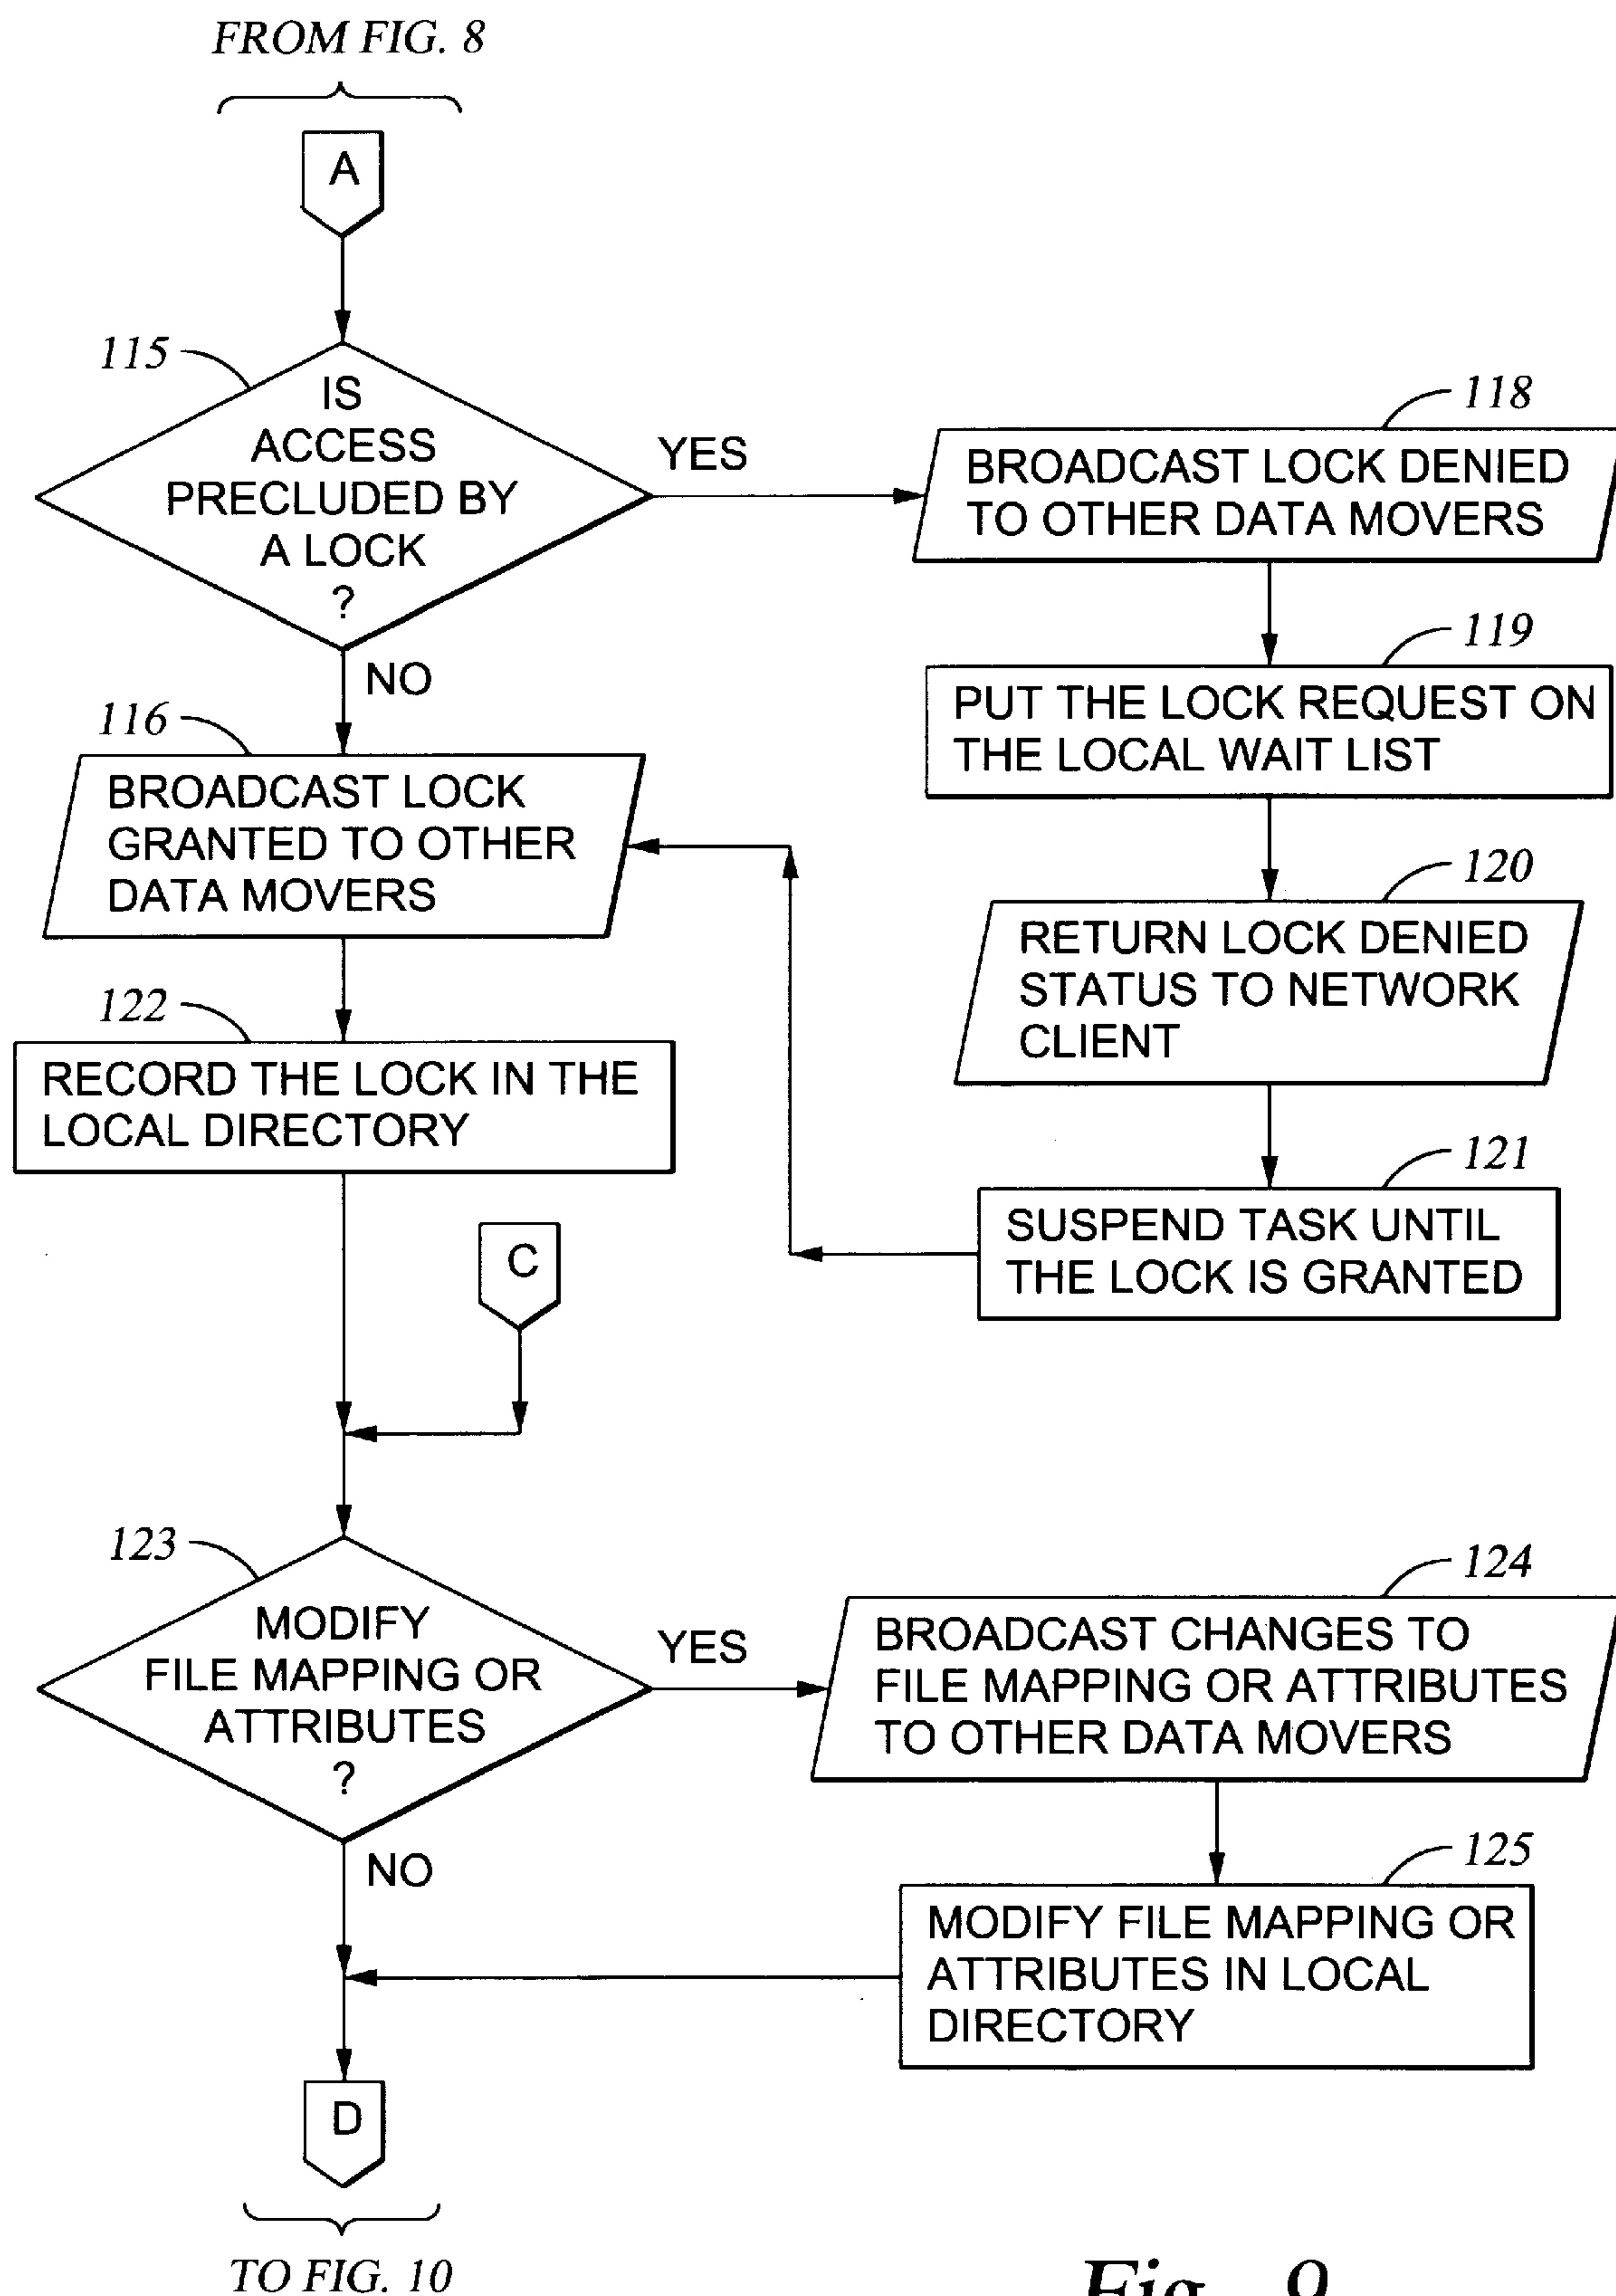 FROM FIG. 8
A
115
IS
ACCESS
PRECLUDED BY
A LOCK
?
YES
NO
118
BROADCAST LOCK DENIED
TO OTHER DATA MOVERS
119
PUT THE LOCK REQUEST ON
THE LOCAL WAIT LIST
116
BROADCAST LOCK
GRANTED TO OTHER
DATA MOVERS
120
RETURN LOCK DENIED
STATUS TO NETWORK
CLIENT
122
RECORD THE LOCK IN THE
LOCAL DIRECTORY
121
SUSPEND TASK UNTIL
THE LOCK IS GRANTED
C
123
MODIFY
FILE MAPPING OR
ATTRIBUTES
?
YES
NO
124
BROADCAST CHANGES TO
FILE MAPPING OR ATTRIBUTES
TO OTHER DATA MOVERS
125
MODIFY FILE MAPPING OR
ATTRIBUTES IN LOCAL
DIRECTORY
D
TO FIG. 10
Fig. 9